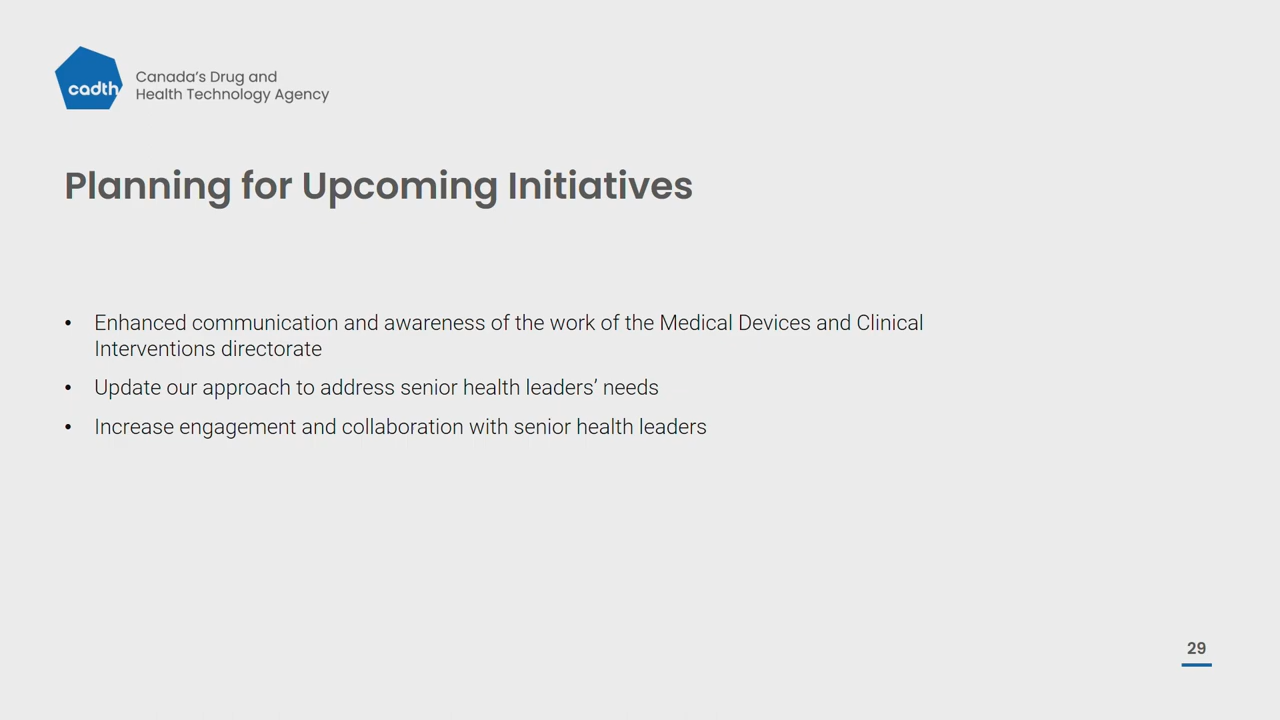 cadth
Canada's Drug and
Health Technology Agency
Planning for Upcoming Initiatives
• Enhanced communication and awareness of the work of the Medical Devices and Clinical
Interventions directorate
• Update our approach to address senior health leaders’ needs
• Increase engagement and collaboration with senior health leaders
29